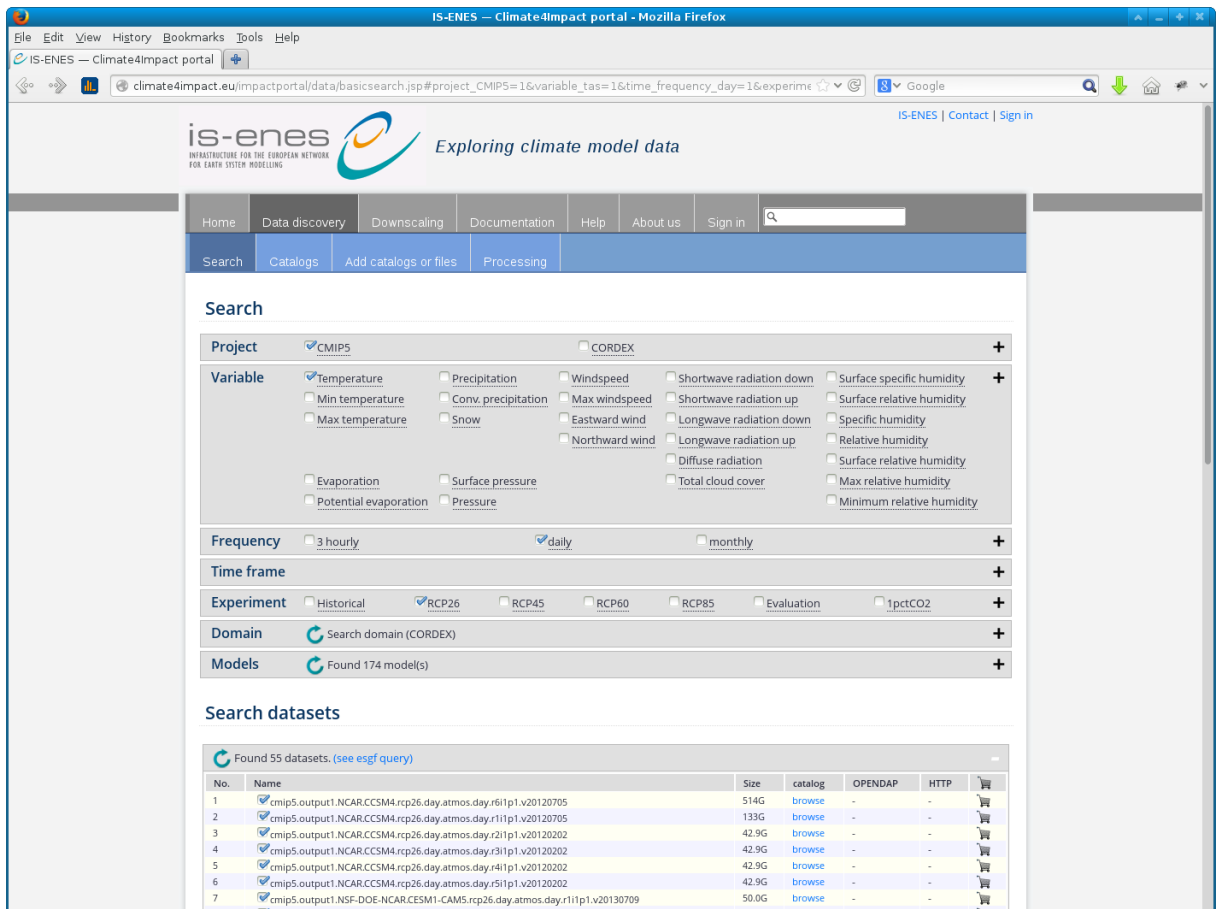 IS-ENES — Climate4Impact portal - Mozilla Firefox
File Edit View History Bookmarks Tools Help
IS-ENES — Climate4Impact portal
climate4impact.eu/impactportal/data/basicsearch.jsp#project_CMIP5=1&variable_tas=1&time_frequency_day=1&experime Google
IS-ENES | Contact | Sign in
is-enes
INFRASTRUCTURE FOR THE EUROPEAN NETWORK
FOR EARTH SYSTEM MODELLING
Exploring climate model data
Home Data discovery Downscaling Documentation Help About us Sign in
Search Catalogs Add catalogs or files Processing
Search
Project CMIP5 CORDEX
Variable Temperature Precipitation Windspeed Shortwave radiation down Surface specific humidity
Min temperature Conv. precipitation Max windspeed Shortwave radiation up Surface relative humidity
Max temperature Snow Eastward wind Longwave radiation down Specific humidity
Northward wind Longwave radiation up Relative humidity
Diffuse radiation Surface relative humidity
Evaporation Surface pressure Total cloud cover Max relative humidity
Potential evaporation Pressure Minimum relative humidity
Frequency 3 hourly daily monthly
Time frame
Experiment Historical RCP26 RCP45 RCP60 RCP85 Evaluation 1pctCO2
Domain Search domain (CORDEX)
Models Found 174 model(s)
Search datasets
Found 55 datasets. (see esgf query)
No. Name Size catalog OPENDAP HTTP
1 cmip5.output1.NCAR.CCSM4.rcp26.day.atmos.day.r6i1p1.v20120705 514G browse - -
2 cmip5.output1.NCAR.CCSM4.rcp26.day.atmos.day.r1i1p1.v20120705 133G browse - -
3 cmip5.output1.NCAR.CCSM4.rcp26.day.atmos.day.r2i1p1.v20120202 42.9G browse - -
4 cmip5.output1.NCAR.CCSM4.rcp26.day.atmos.day.r3i1p1.v20120202 42.9G browse - -
5 cmip5.output1.NCAR.CCSM4.rcp26.day.atmos.day.r4i1p1.v20120202 42.9G browse - -
6 cmip5.output1.NCAR.CCSM4.rcp26.day.atmos.day.r5i1p1.v20120202 42.9G browse - -
7 cmip5.output1.NSF-DOE-NCAR.CESM1-CAM5.rcp26.day.atmos.day.r1i1p1.v20130709 50.0G browse - -